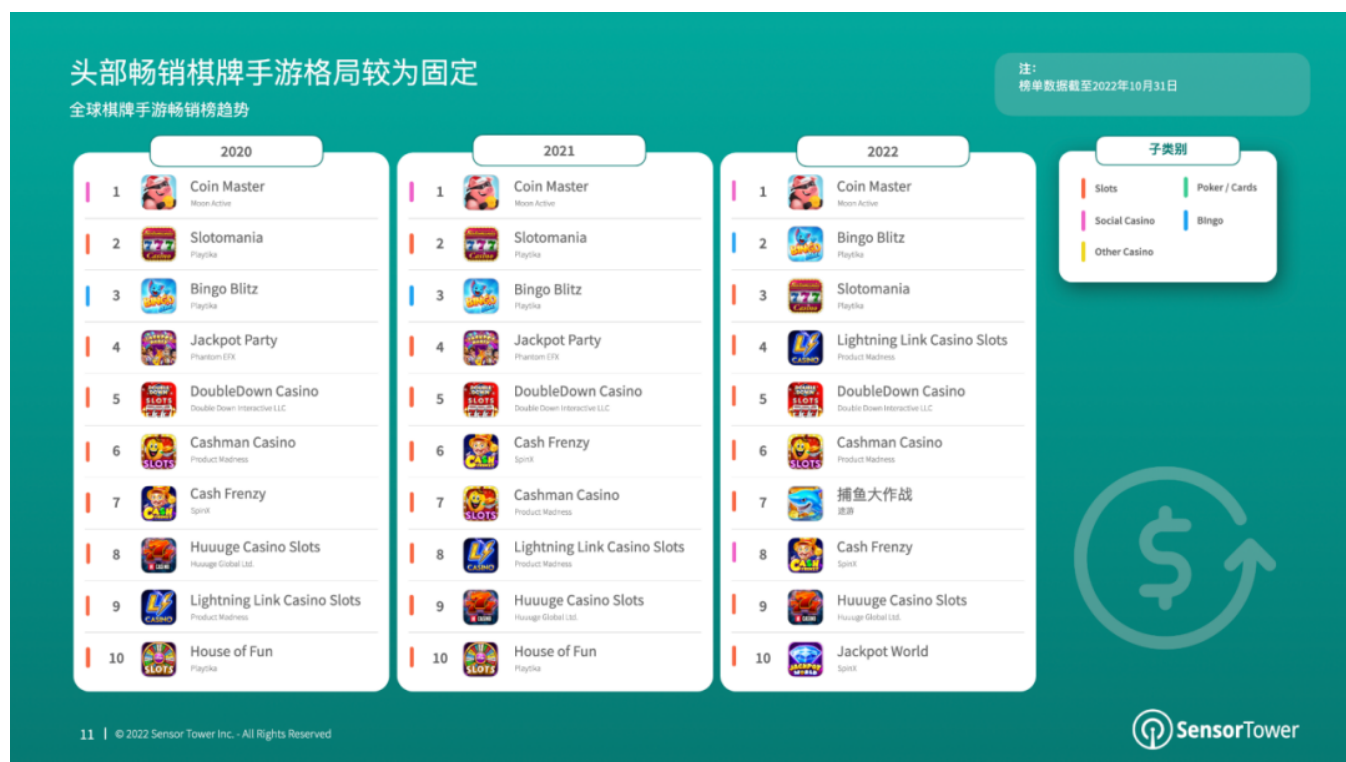 头部畅销棋牌手游格局较为固定
全球棋牌手游畅销榜趋势
注：
榜单数据截至2022年10月31日
2020
1
Coin Master
Moon Active
2
Slotomania
Playtika
3
Bingo Blitz
Playtika
4
Jackpot Party
Phantom EFX
5
DoubleDown Casino
Double Down Interactive LLC
6
Cashman Casino
Product Madness
7
Cash Frenzy
SpinX
8
Huuuge Casino Slots
Huuuge Global Ltd.
9
Lightning Link Casino Slots
Product Madness
10
House of Fun
Playtika
2021
1
Coin Master
Moon Active
2
Slotomania
Playtika
3
Bingo Blitz
Playtika
4
Jackpot Party
Phantom EFX
5
DoubleDown Casino
Double Down Interactive LLC
6
Cash Frenzy
SpinX
7
Cashman Casino
Product Madness
8
Lightning Link Casino Slots
Product Madness
9
Huuuge Casino Slots
Huuuge Global Ltd.
10
House of Fun
Playtika
2022
1
Coin Master
Moon Active
2
Bingo Blitz
Playtika
3
Slotomania
Playtika
4
Lightning Link Casino Slots
Product Madness
5
DoubleDown Casino
Double Down Interactive LLC
6
Cashman Casino
Product Madness
7
捕鱼大作战
途游
8
Cash Frenzy
SpinX
9
Huuuge Casino Slots
Huuuge Global Ltd.
10
Jackpot World
SpinX
子类别
Slots
Poker / Cards
Social Casino
BIngo
Other Casino
11 | © 2022 Sensor Tower Inc. - All Rights Reserved
SensorTower